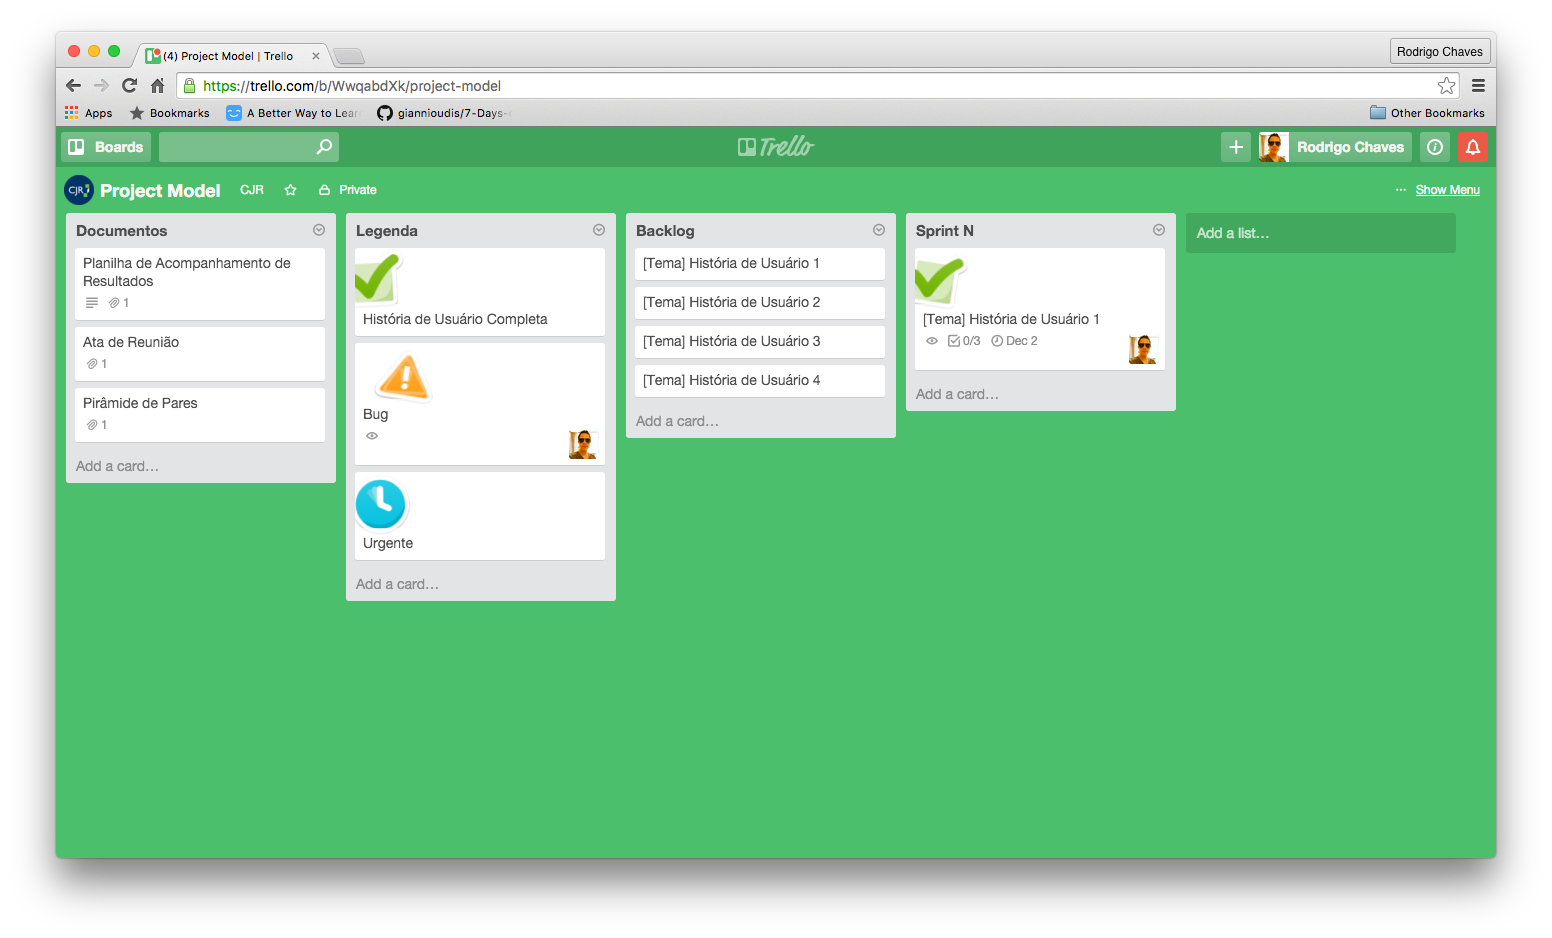 (4) Project Model | Trello
Rodrigo Chaves
https://trello.com/b/WwqabdXk/project-model
Apps
Bookmarks
A Better Way to Lear
giannioudis/7-Days-
Other Bookmarks
Boards
Trello
Rodrigo Chaves
CJR
Project Model
CJR
Private
... Show Menu
Documentos
Planilha de Acompanhamento de
Resultados
1
Ata de Reunião
1
Pirâmide de Pares
1
Add a card…
Legenda
História de Usuário Completa
Bug
Urgente
Add a card…
Backlog
[Tema] História de Usuário 1
[Tema] História de Usuário 2
[Tema] História de Usuário 3
[Tema] História de Usuário 4
Add a card…
Sprint N
[Tema] História de Usuário 1
0/3 Dec 2
Add a card…
Add a list…